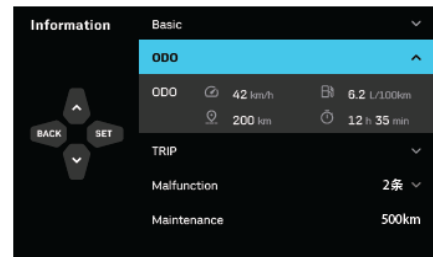 Information
Basic
ODO
ODO 42 km/h 6.2 L/100km
200 km 12 h 35 min
BACK SET
TRIP
Malfunction 2条
Maintenance 500km